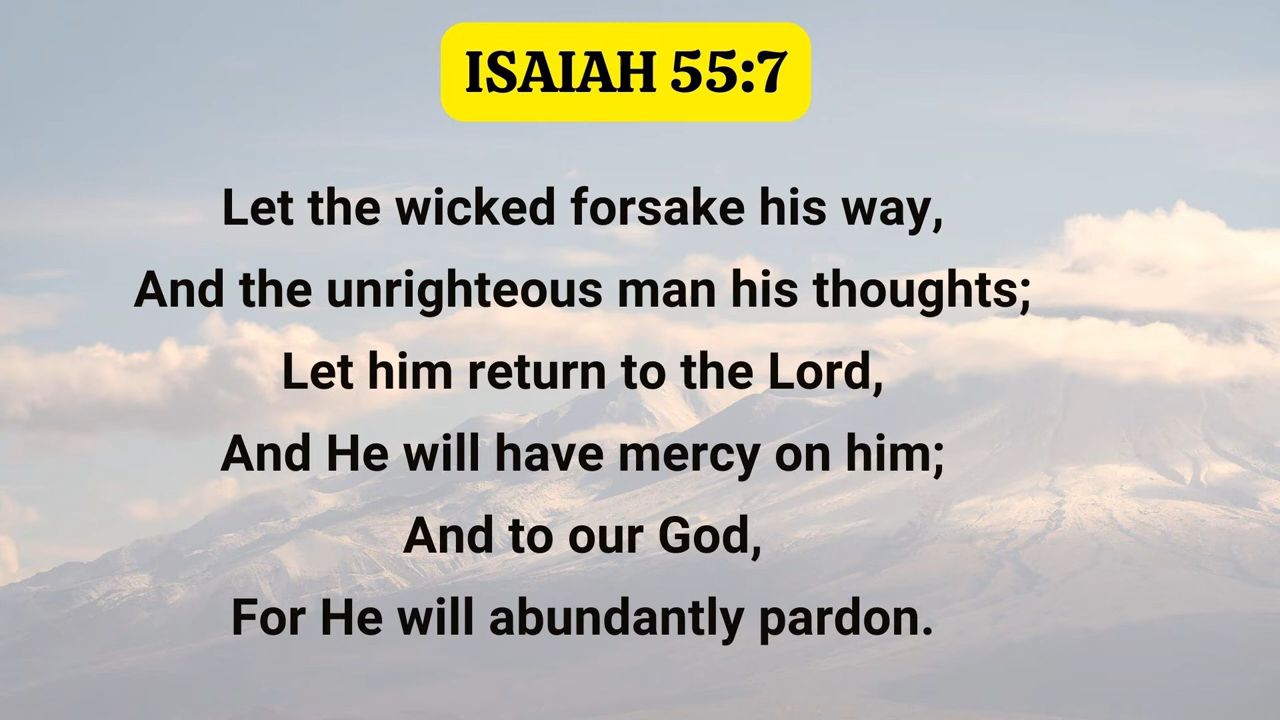 ISAIAH 55:7
Let the wicked forsake his way,
And the unrighteous man his thoughts;
Let him return to the Lord,
And He will have mercy on him;
And to our God,
For He will abundantly pardon.